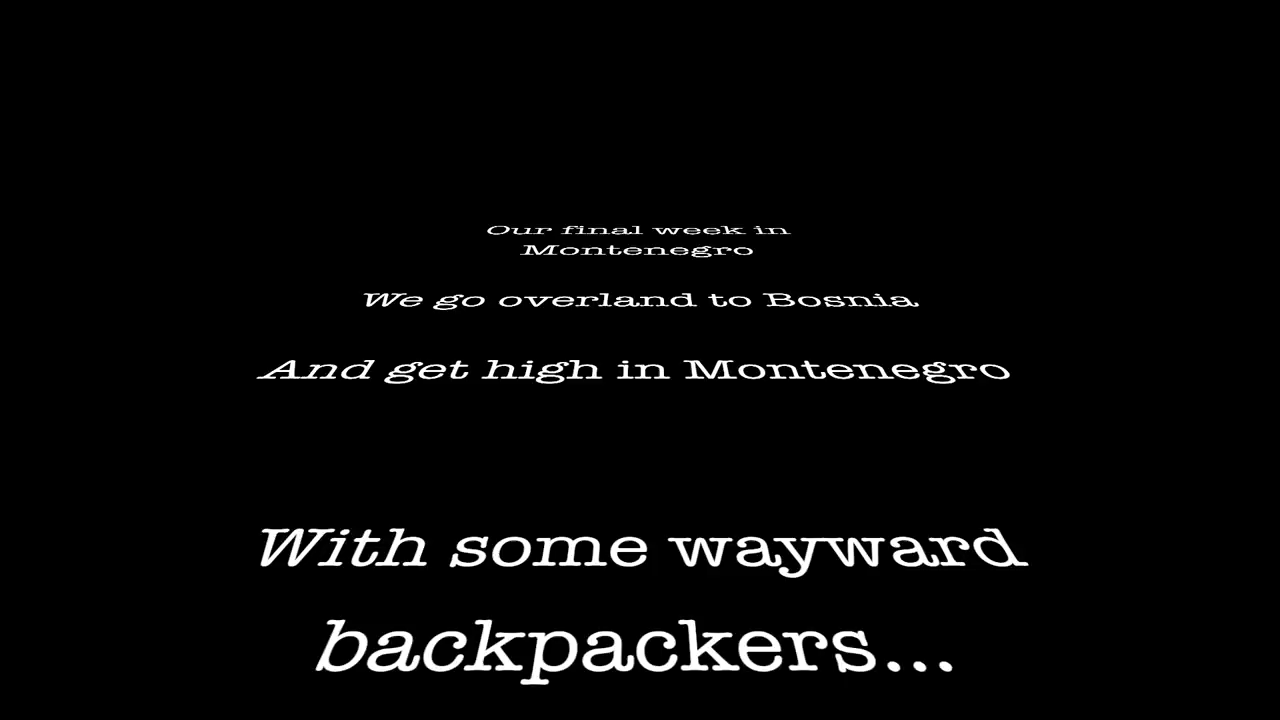 Our final week in
Montenegro
We go overland to Bosnia
And get high in Montenegro
With some wayward
backpackers...